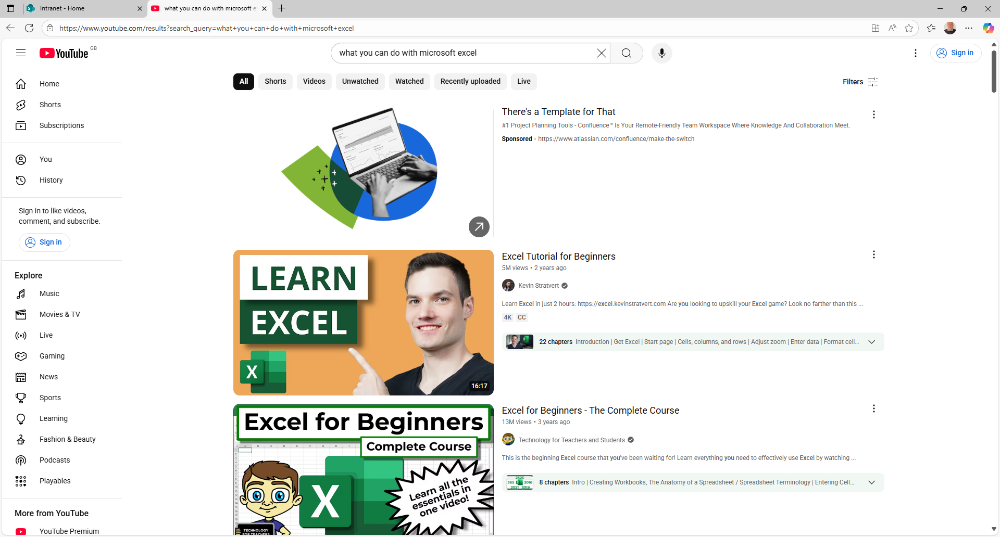 Intranet - Home
what you can do with microsoft e
https://www.youtube.com/results?search_query=what+you+can+do+with+microsoft+excel
YouTube GB
what you can do with microsoft excel
Sign in
All
Shorts
Videos
Unwatched
Watched
Recently uploaded
Live
Filters
Home
Shorts
Subscriptions
You
History
Sign in to like videos,
comment, and subscribe.
Sign in
Explore
Music
Movies & TV
Live
Gaming
News
Sports
Learning
Fashion & Beauty
Podcasts
Playables
More from YouTube
YouTube Premium
There's a Template for That
#1 Project Planning Tools - Confluence™ Is Your Remote-Friendly Team Workspace Where Knowledge And Collaboration Meet.
Sponsored · https://www.atlassian.com/confluence/make-the-switch
LEARN
EXCEL
X
16:17
Excel Tutorial for Beginners
5M views • 2 years ago
Kevin Stratvert
Learn Excel in just 2 hours: https://excel.kevinstratvert.com Are you looking to upskill your Excel game? Look no farther than this ...
4K CC
22 chapters Introduction | Get Excel | Start page | Cells, columns, and rows | Adjust zoom | Enter data | Format cell...
Excel for Beginners
Complete Course
X
Learn all the
essentials in
one video!
TECHNOLOGY
FOR TEACHERS
Excel for Beginners - The Complete Course
13M views • 3 years ago
Technology for Teachers and Students
This is the beginning Excel course that you've been waiting for! Learn everything you need to effectively use Excel by watching ...
2525
365 2016
2021 2019
8 chapters Intro | Creating Workbooks, The Anatomy of a Spreadsheet / Spreadsheet Terminology | Entering Cell...